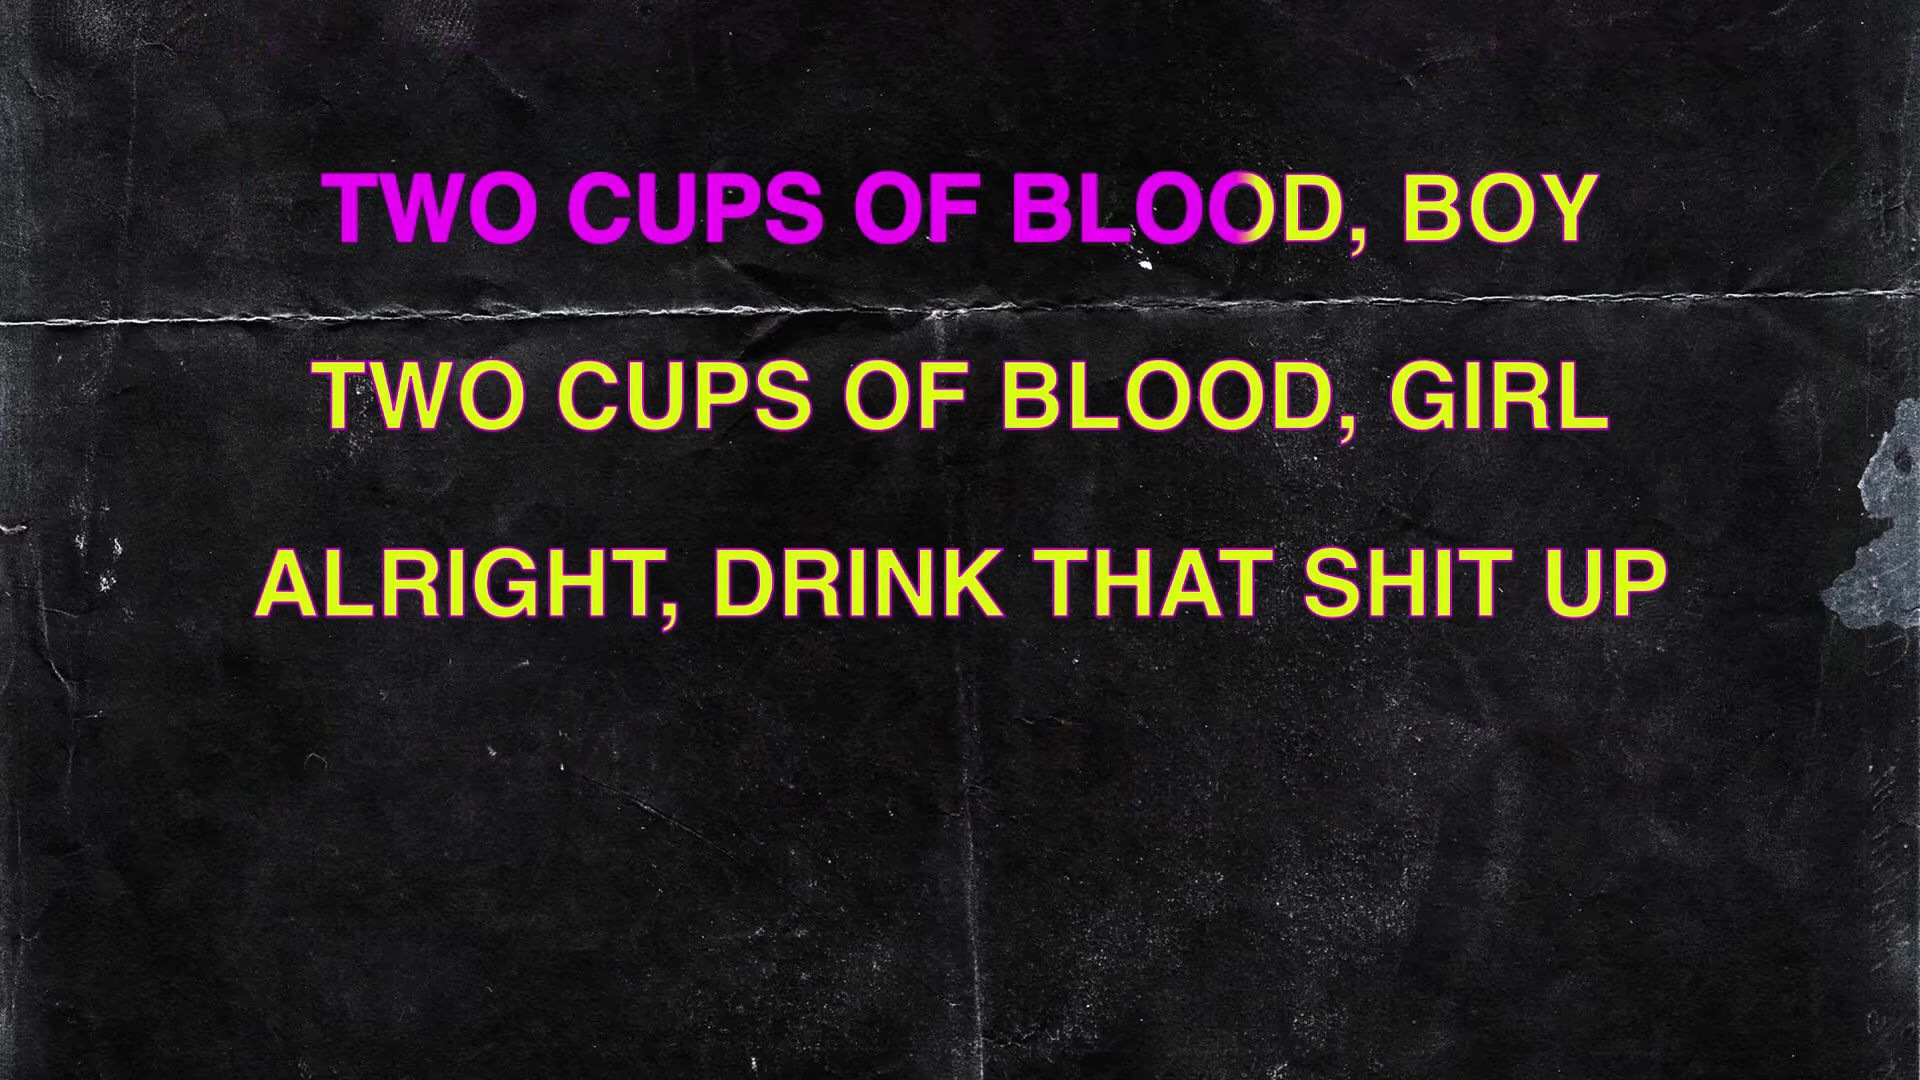 TWO CUPS OF BLOOD, BOY
TWO CUPS OF BLOOD, GIRL
ALRIGHT, DRINK THAT SHIT UP